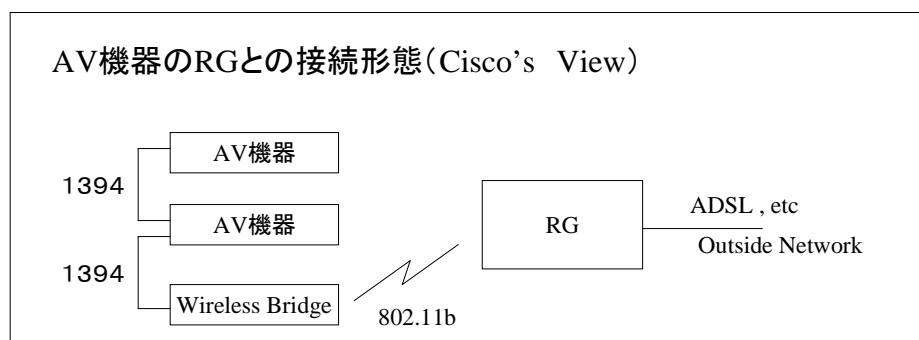 AV機器のRGとの接続形態(Cisco's View)
AV機器
1394
AV機器
1394
Wireless Bridge
802.11b
RG
ADSL , etc
Outside Network